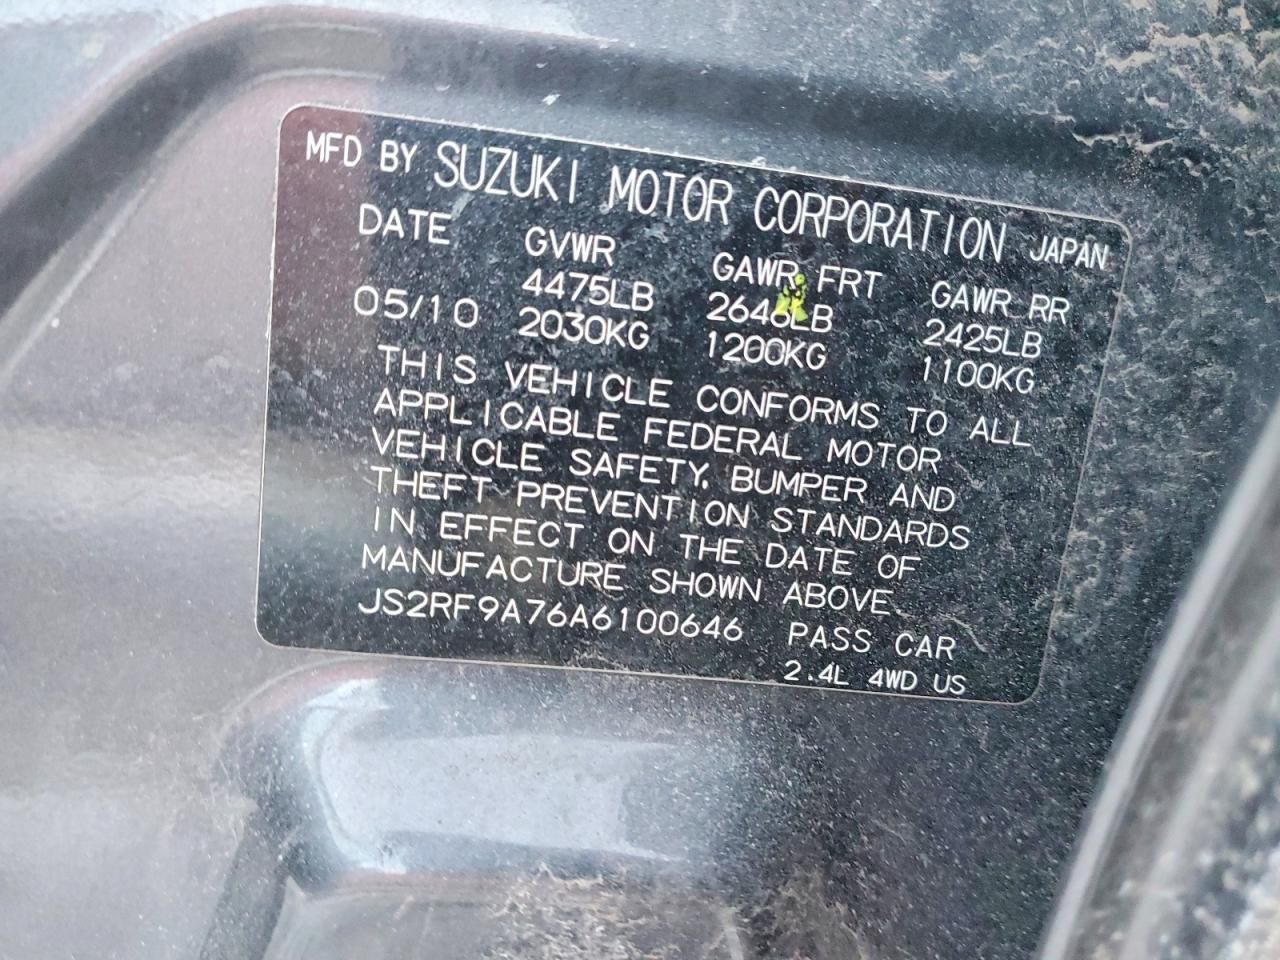 MFD BY SUZUKI MOTOR CORPORATION JAPAN
DATE GVWR GAWR FRT GAWR RR
4475LB 2646LB 2425LB
05/10 2030KG 1200KG 1100KG
THIS VEHICLE CONFORMS TO ALL
APPLICABLE FEDERAL MOTOR
VEHICLE SAFETY, BUMPER AND
THEFT PREVENTION STANDARDS
IN EFFECT ON THE DATE OF
MANUFACTURE SHOWN ABOVE.
JS2RF9A76A6100646 PASS CAR
2.4L 4WD US